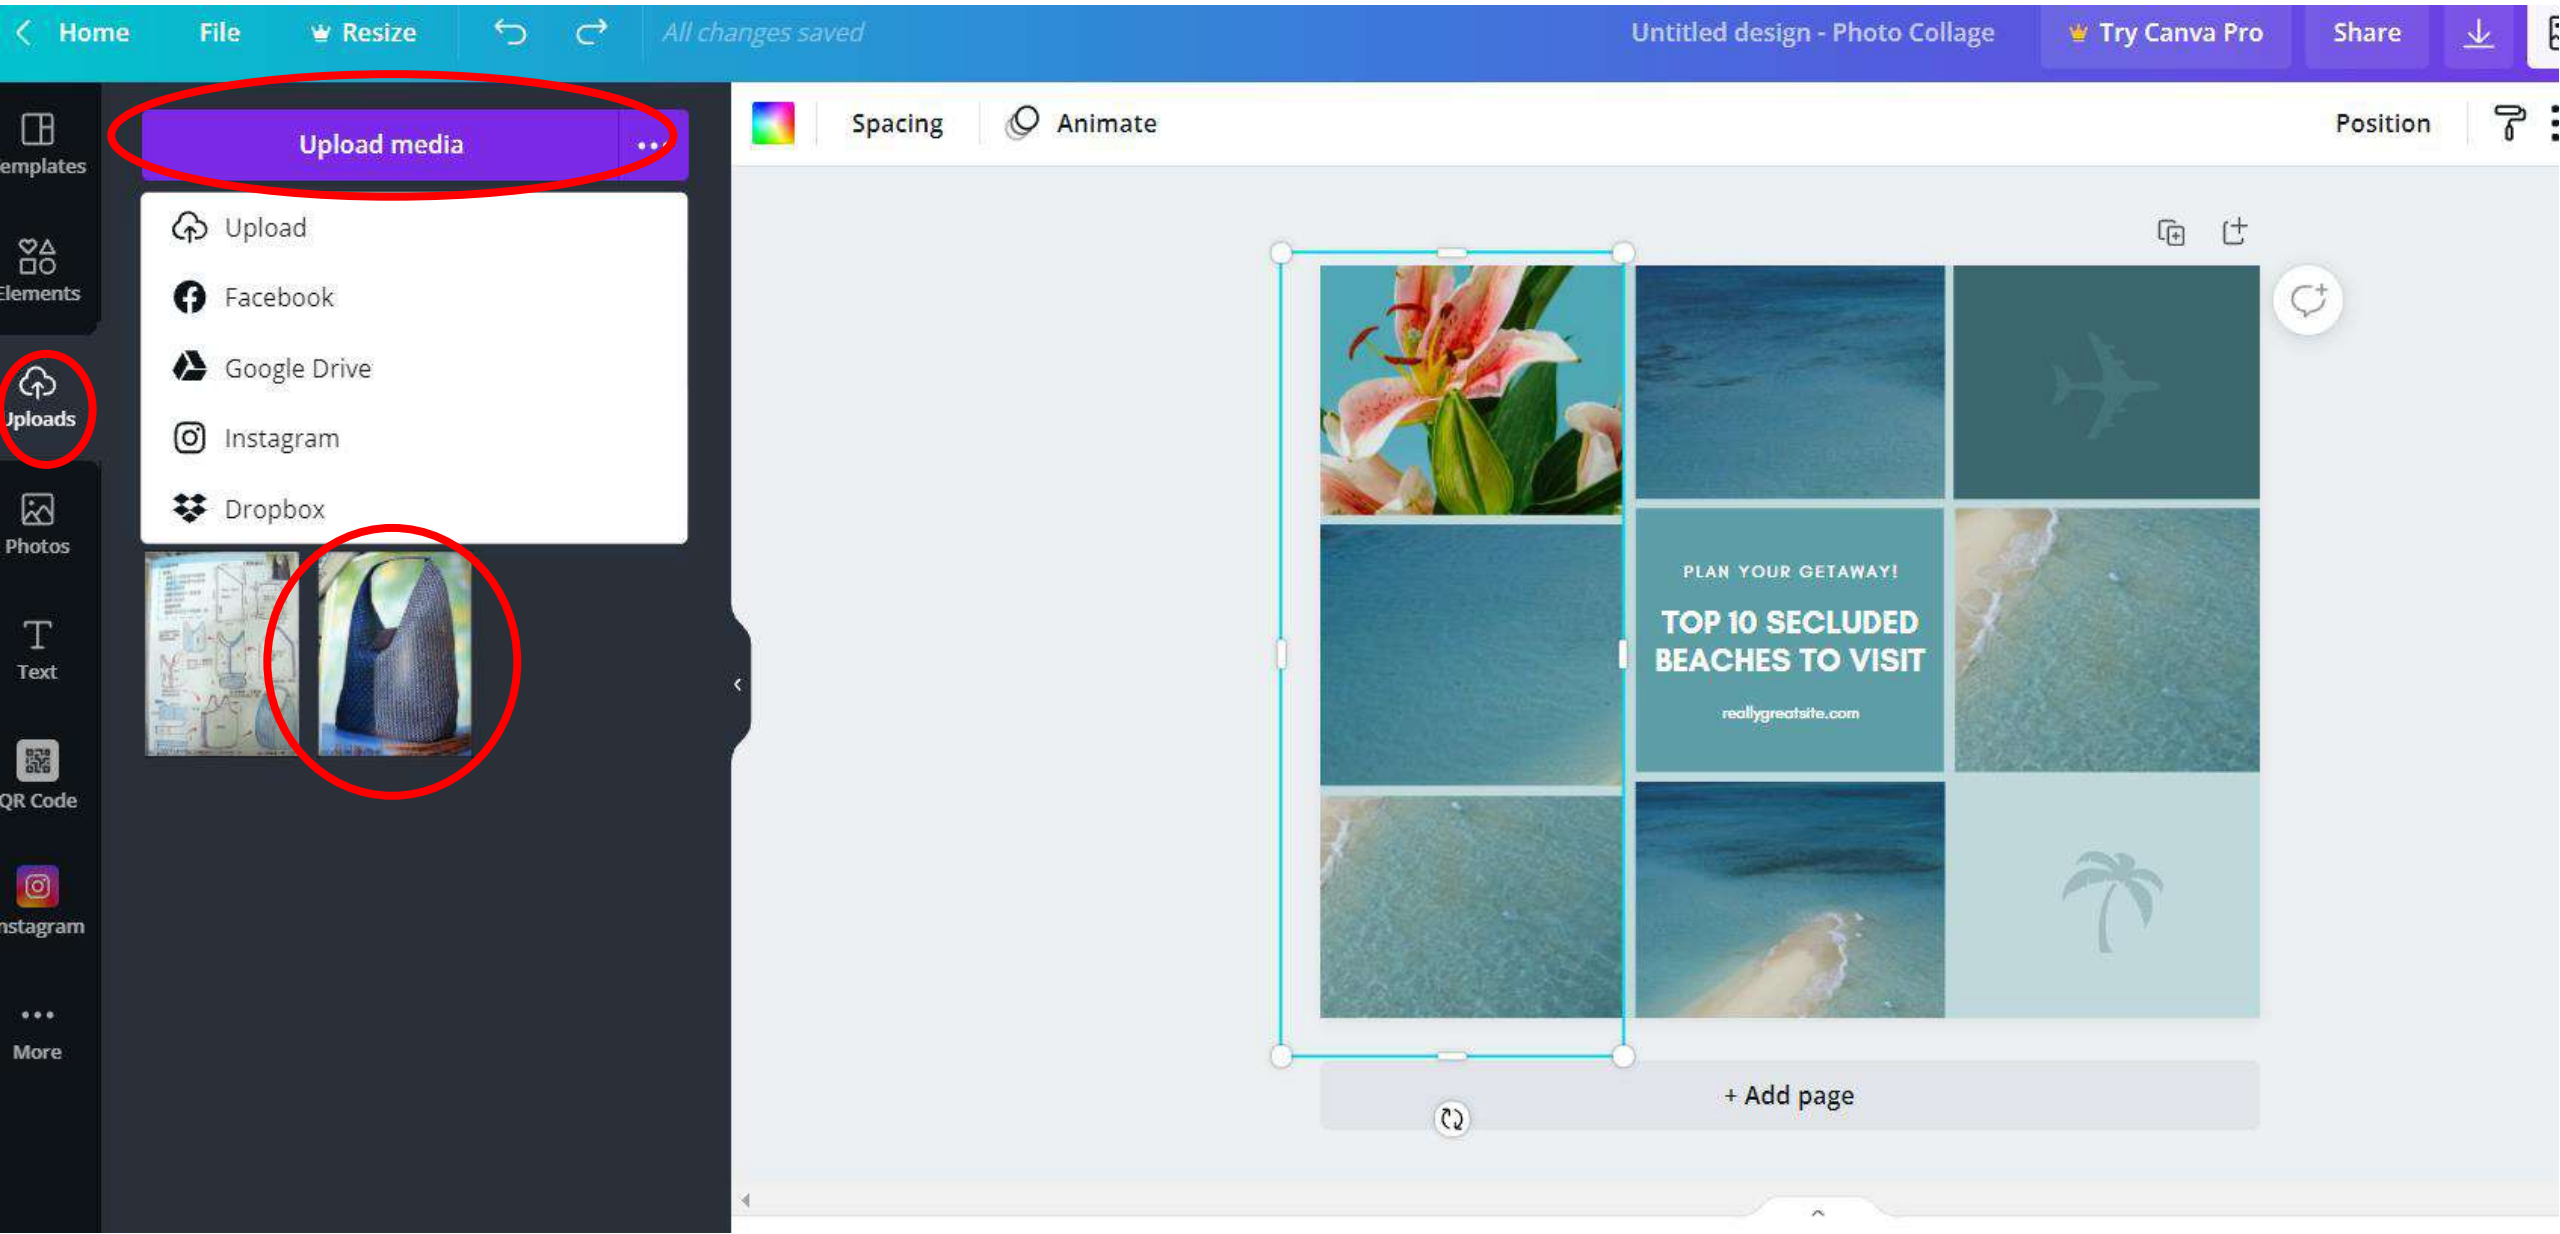 Home File Resize All changes saved Untitled design - Photo Collage Try Canva Pro Share
Upload media
Spacing Animate Position
emplates
Elements
Uploads
Photos
Text
QR Code
nstagram
More
Upload
Facebook
Google Drive
Instagram
Dropbox
PLAN YOUR GETAWAY!
TOP 10 SECLUDED
BEACHES TO VISIT
reallygreatsite.com
+ Add page